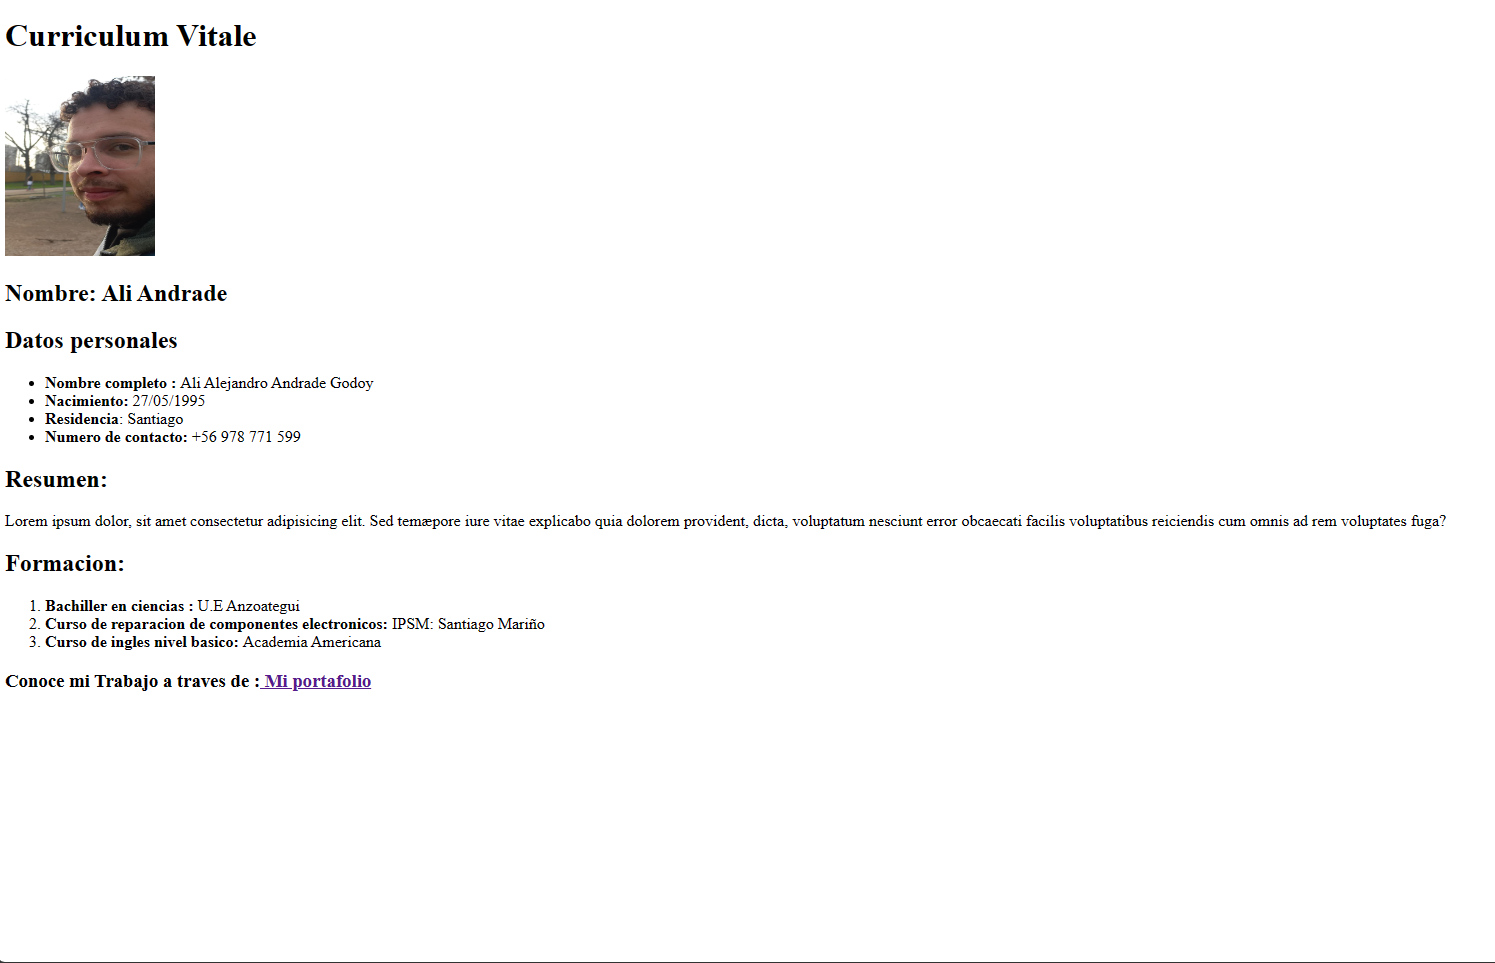 Curriculum Vitale
Nombre: Ali Andrade
Datos personales
Nombre completo : Ali Alejandro Andrade Godoy
Nacimiento: 27/05/1995
Residencia: Santiago
Numero de contacto: +56 978 771 599
Resumen:
Lorem ipsum dolor, sit amet consectetur adipisicing elit. Sed temæpore iure vitae explicabo quia dolorem provident, dicta, voluptatum nesciunt error obcaecati facilis voluptatibus reiciendis cum omnis ad rem voluptates fuga?
Formacion:
1. Bachiller en ciencias : U.E Anzoategui
2. Curso de reparacion de componentes electronicos: IPSM: Santiago Mariño
3. Curso de ingles nivel basico: Academia Americana
Conoce mi Trabajo a traves de : Mi portafolio